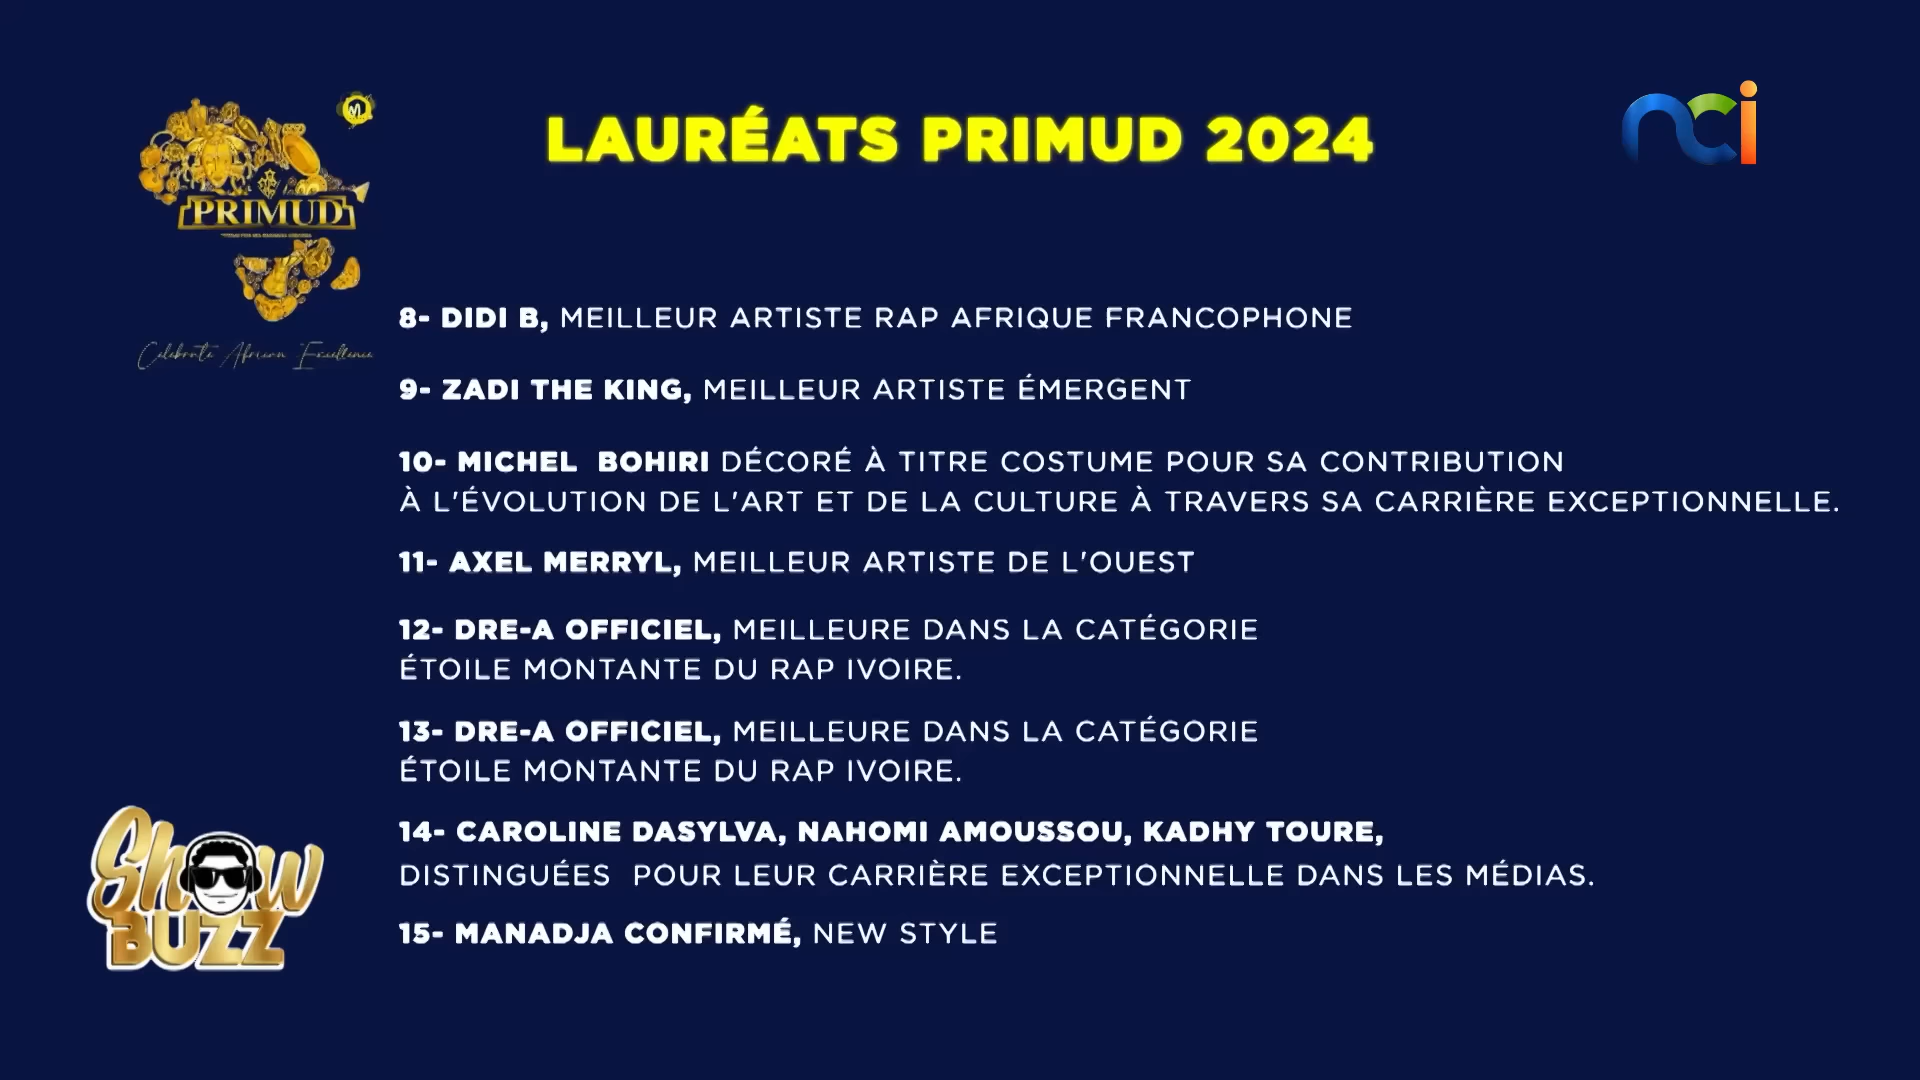 LAURÉATS PRIMUD 2024
nci
PRIMUD
Celebrate African Excellence
8- DIDI B, MEILLEUR ARTISTE RAP AFRIQUE FRANCOPHONE
9- ZADI THE KING, MEILLEUR ARTISTE ÉMERGENT
10- MICHEL BOHIRI DÉCORÉ À TITRE COSTUME POUR SA CONTRIBUTION
À L'ÉVOLUTION DE L'ART ET DE LA CULTURE À TRAVERS SA CARRIÈRE EXCEPTIONNELLE.
11- AXEL MERRYL, MEILLEUR ARTISTE DE L'OUEST
12- DRE-A OFFICIEL, MEILLEURE DANS LA CATÉGORIE
ÉTOILE MONTANTE DU RAP IVOIRE.
13- DRE-A OFFICIEL, MEILLEURE DANS LA CATÉGORIE
ÉTOILE MONTANTE DU RAP IVOIRE.
14- CAROLINE DASYLVA, NAHOMI AMOUSSOU, KADHY TOURE,
DISTINGUÉES POUR LEUR CARRIÈRE EXCEPTIONNELLE DANS LES MÉDIAS.
15- MANADJA CONFIRMÉ, NEW STYLE
Show
BUZZ